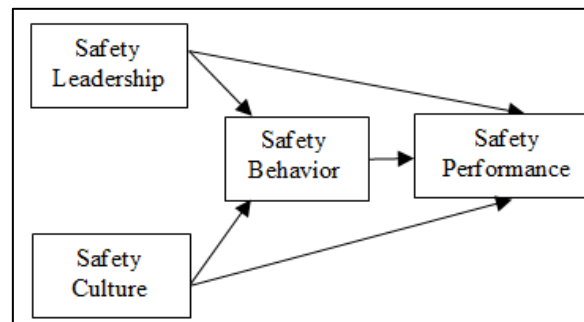 Safety
Leadership
Safety
Behavior
Safety
Performance
Safety
Culture